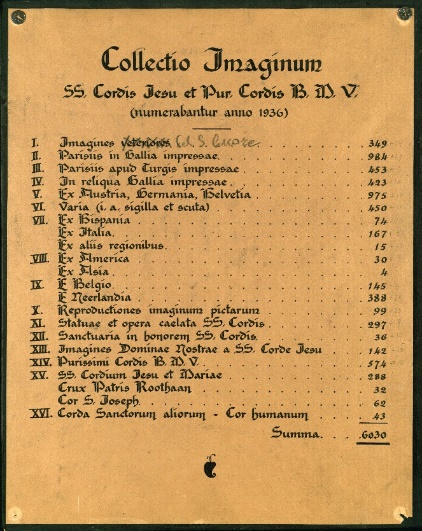 Collectio Imaginum
SS. Cordis Jesu et Pur. Cordis B. M. V.
(numerabantur anno 1936)
I. Imagines 349
II. Parisiis in Gallia impressae. 984
III. Parisiis apud Turgis impressae 453
IV. In reliqua Gallia impressae. 423
V. Ex Austria, Germania, Helvetia 975
VI. Varia (i. a. sigilla et scuta) 450
VII. Ex Hispania 74
Ex Italia. 167
Ex aliis regionibus. 15
VIII. Ex America 30
Ex Asia. 4
IX. E Belgio. 145
E Neerlandia 388
X. Reproductiones imaginum pictarum 99
XI. Statuae et opera caelata SS. Cordis. 297
XII. Sanctuaria in honorem SS. Cordis. 36
XIII. Imagines Dominae Nostrae a SS. Corde Jesu 142
XIV. Purissimi Cordis B. M. V. 574
XV. SS. Cordium Jesu et Mariae 288
Crux Patris Roothaan 32
Cor S. Joseph. 62
XVI. Corda Sanctorum aliorum - Cor humanum 43
Summa. 6030